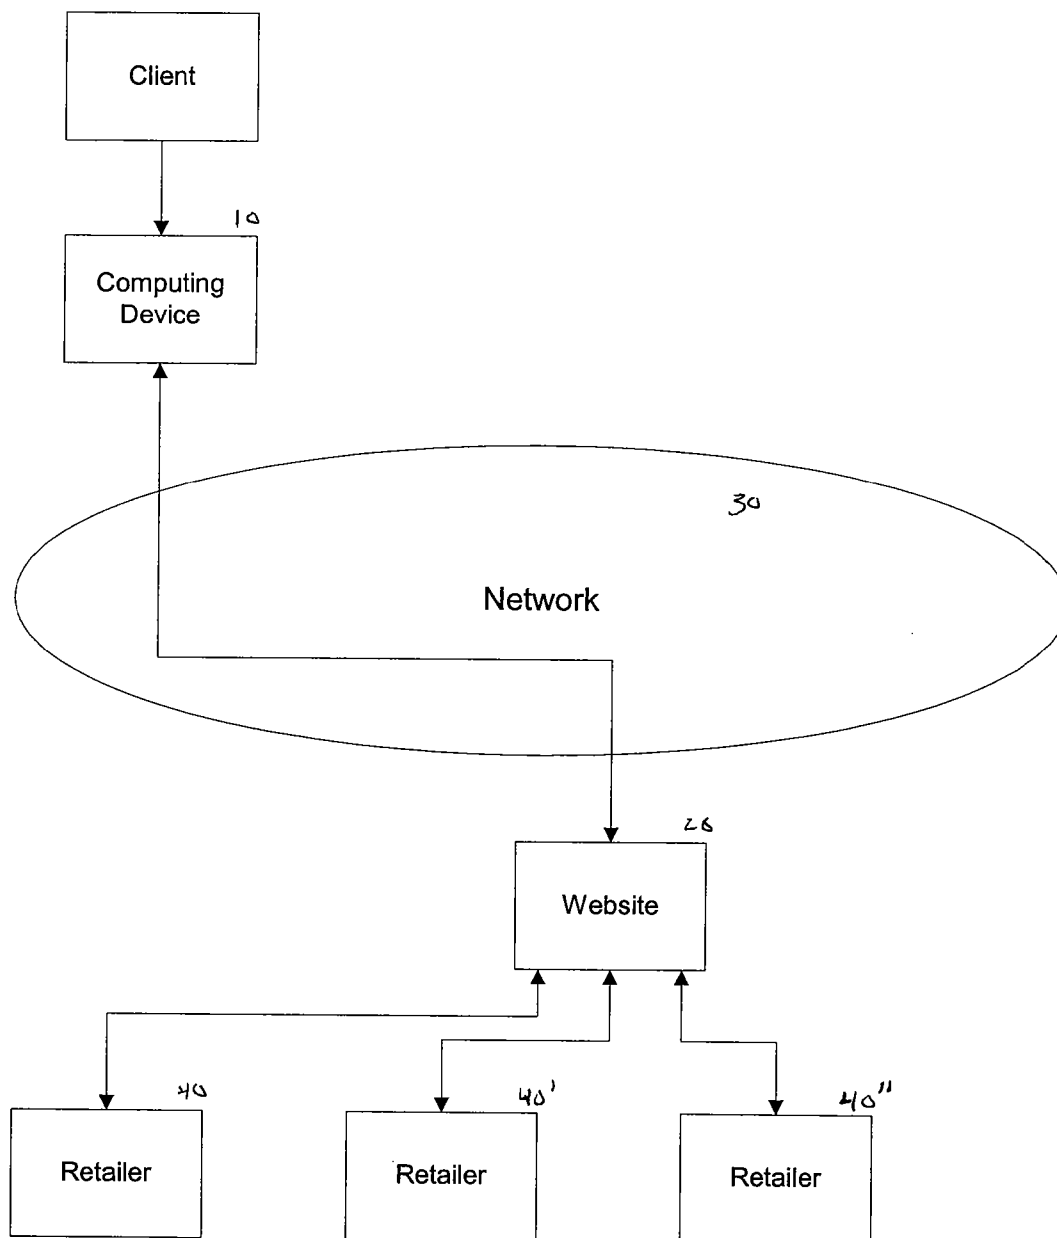 Client
10
Computing
Device
30
Network
20
Website
40
Retailer
40'
Retailer
40"
Retailer